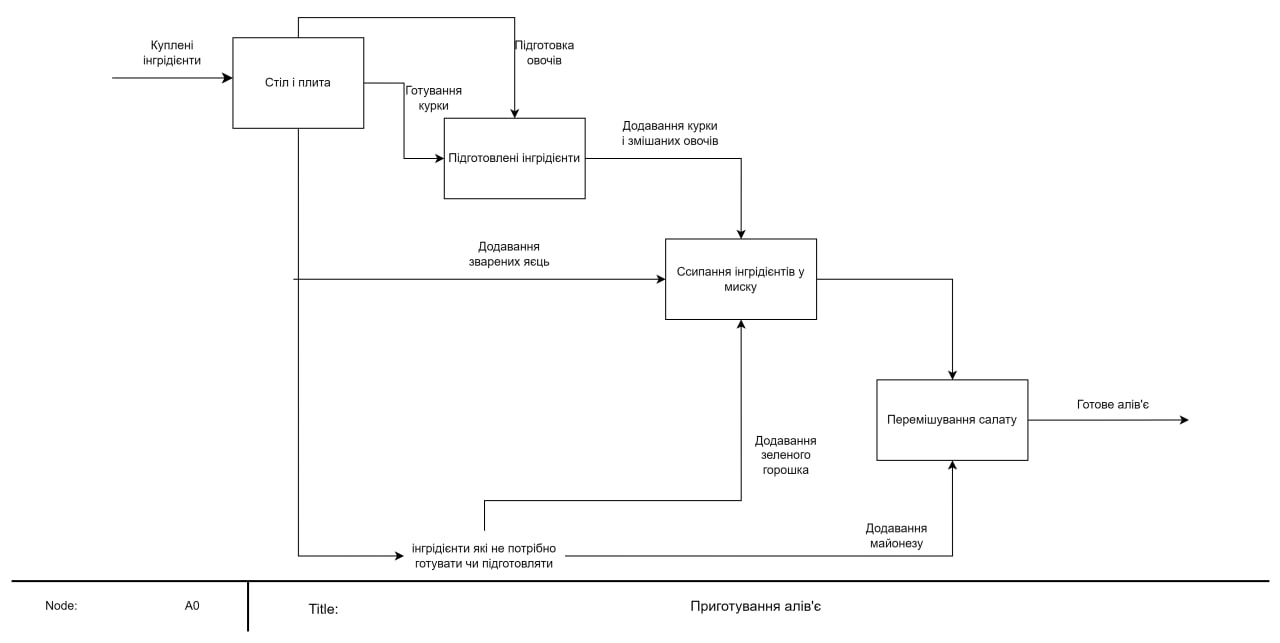 Куплені
інгрідієнти
Стіл і плита
Підготовка
овочів
Готування
курки
Підготовлені інгрідієнти
Додавання курки
і змішаних овочів
Додавання
зварених яєць
Ссипання інгрідієнтів у
миску
Перемішування салату
Готове алів'є
Додавання
зеленого
горошка
Додавання
майонезу
інгрідієнти які не потрібно
готувати чи підготовляти
Node: A0 Title: Приготування алів'є